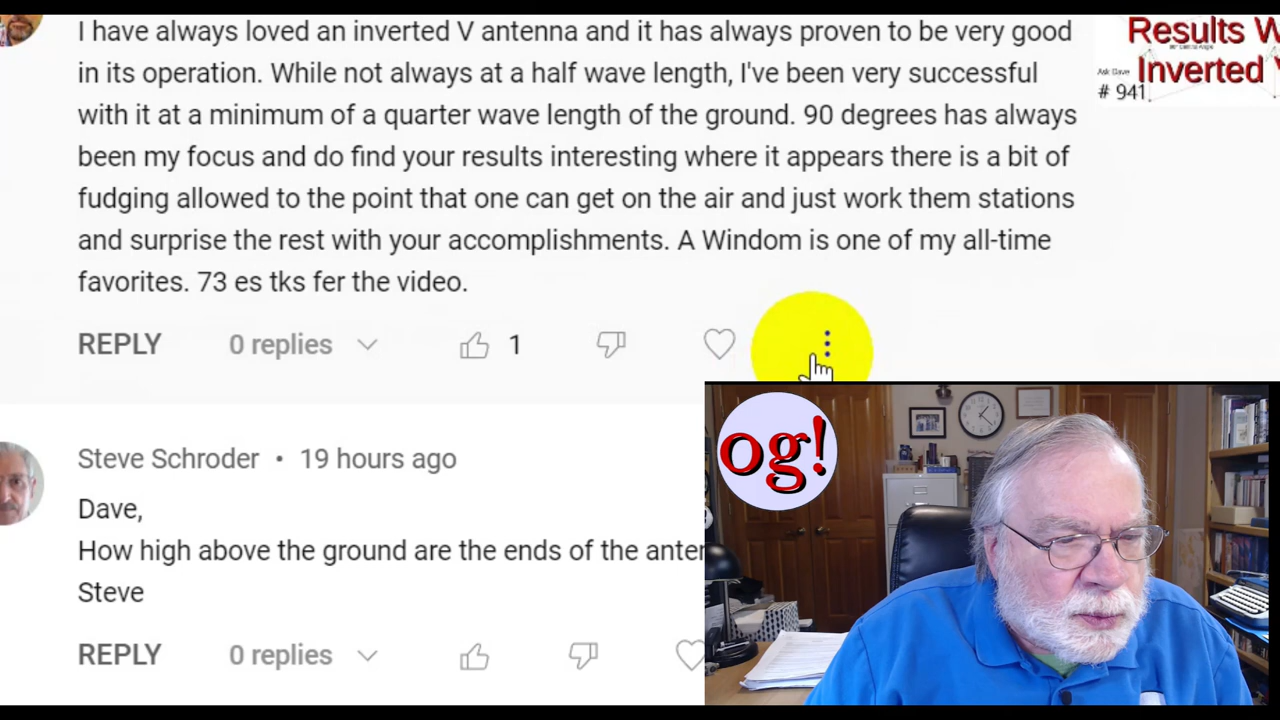 I have always loved an inverted V antenna and it has always proven to be very good
in its operation. While not always at a half wave length, I've been very successful
with it at a minimum of a quarter wave length of the ground. 90 degrees has always
been my focus and do find your results interesting where it appears there is a bit of
fudging allowed to the point that one can get on the air and just work them stations
and surprise the rest with your accomplishments. A Windom is one of my all-time
favorites. 73 es tks fer the video.
Results W
Inverted
Ask Dave
# 941
REPLY 0 replies 1
Steve Schroder • 19 hours ago
Dave,
How high above the ground are the ends of the
Steve
REPLY 0 replies
og!